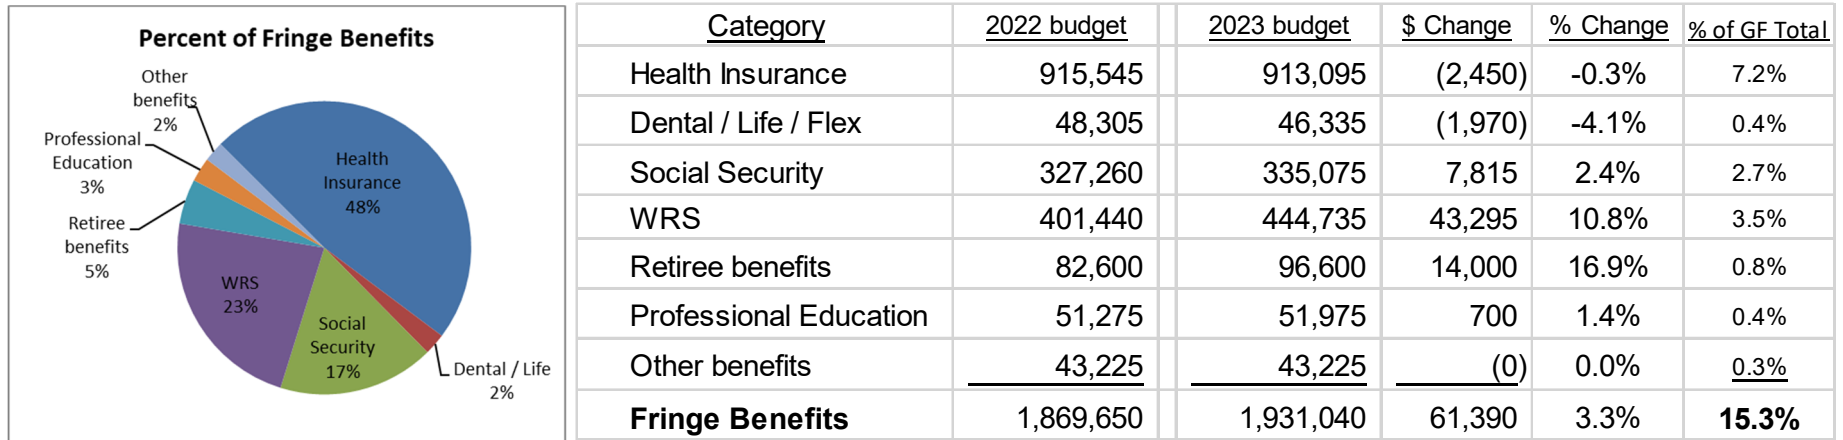 Percent of Fringe Benefits
Other
benefits
2%
Professional
Education
3%
Retiree
benefits
5%
WRS
23%
Social
Security
17%
Health
Insurance
48%
Dental / Life
2%
Category 2022 budget 2023 budget $ Change % Change % of GF Total
Health Insurance 915,545 913,095 (2,450) -0.3% 7.2%
Dental / Life / Flex 48,305 46,335 (1,970) -4.1% 0.4%
Social Security 327,260 335,075 7,815 2.4% 2.7%
WRS 401,440 444,735 43,295 10.8% 3.5%
Retiree benefits 82,600 96,600 14,000 16.9% 0.8%
Professional Education 51,275 51,975 700 1.4% 0.4%
Other benefits 43,225 43,225 (0) 0.0% 0.3%
Fringe Benefits 1,869,650 1,931,040 61,390 3.3% 15.3%